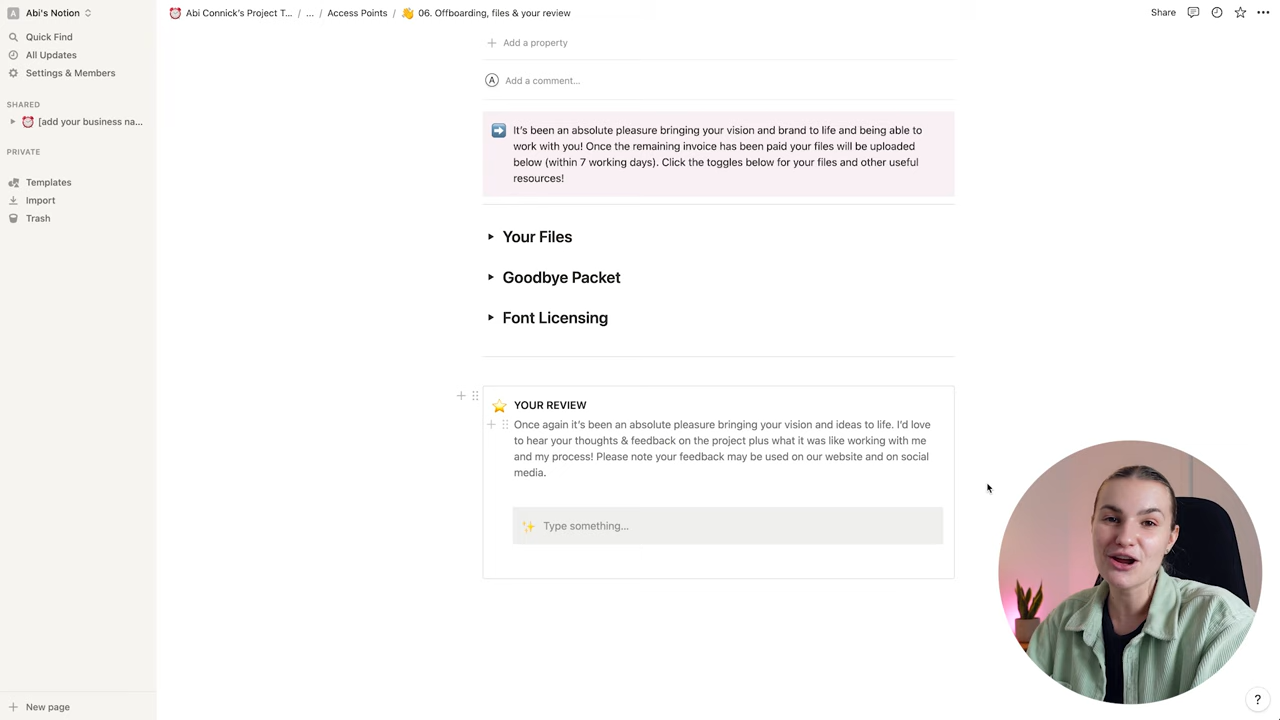 Abi's Notion
Abi Connick's Project T... / ... / Access Points / 06. Offboarding, files & your review
Share
Quick Find
All Updates
Settings & Members
SHARED
[add your business na...
PRIVATE
Templates
Import
Trash
New page
Add a property
A
Add a comment...
It's been an absolute pleasure bringing your vision and brand to life and being able to
work with you! Once the remaining invoice has been paid your files will be uploaded
below (within 7 working days). Click the toggles below for your files and other useful
resources!
Your Files
Goodbye Packet
Font Licensing
YOUR REVIEW
Once again it's been an absolute pleasure bringing your vision and ideas to life. I'd love
to hear your thoughts & feedback on the project plus what it was like working with me
and my process! Please note your feedback may be used on our website and on social
media.
Type something...
?